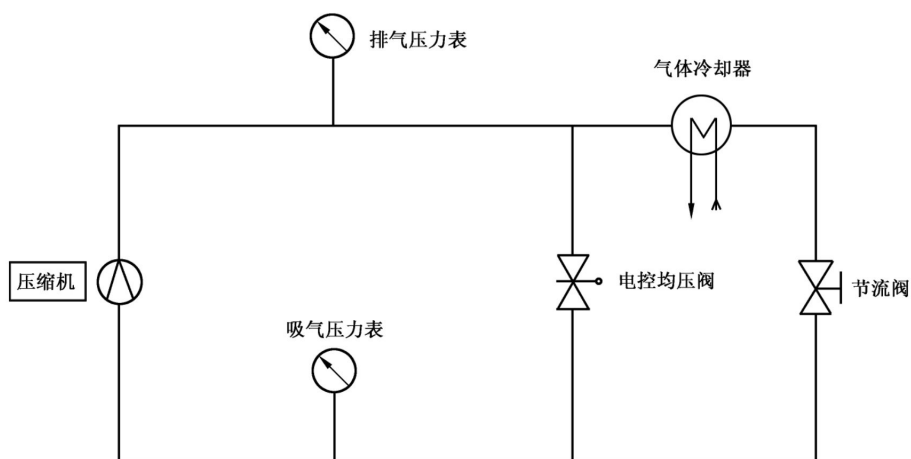 排气压力表
气体冷却器
压缩机
电控均压阀
节流阀
吸气压力表